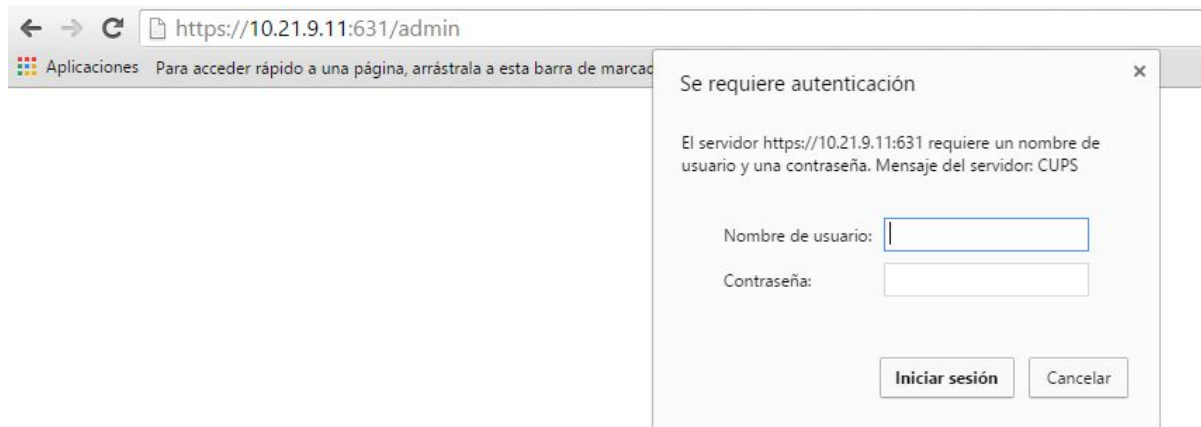 https://10.21.9.11:631/admin
Aplicaciones Para acceder rápido a una página, arrástrala a esta barra de marcad
Se requiere autenticación
El servidor https://10.21.9.11:631 requiere un nombre de
usuario y una contraseña. Mensaje del servidor: CUPS
Nombre de usuario:
Contraseña:
Iniciar sesión Cancelar